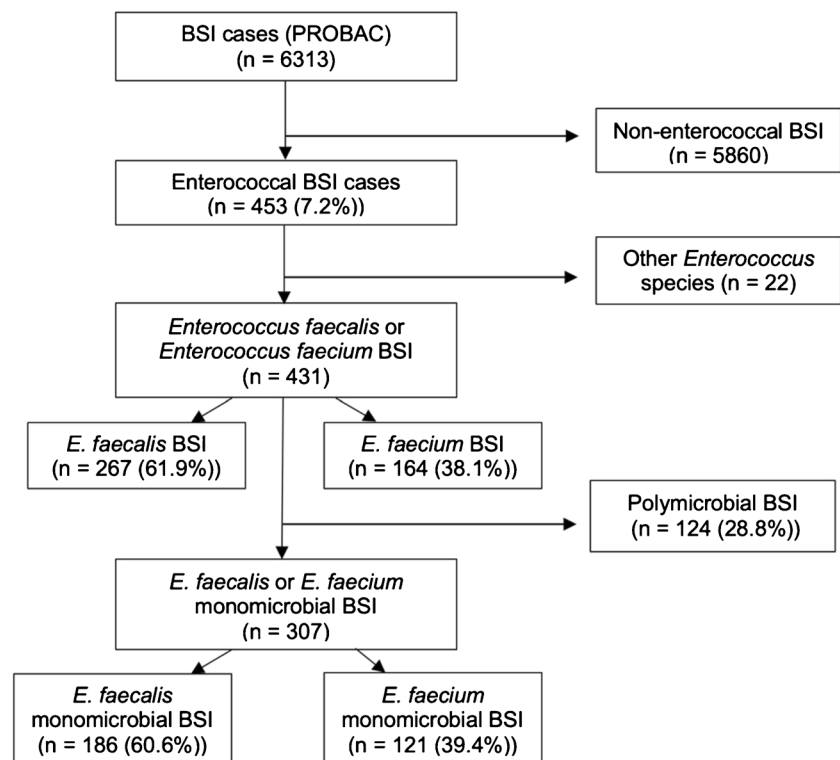 BSI cases (PROBAC)
(n = 6313)
Non-enterococcal BSI
(n = 5860)
Enterococcal BSI cases
(n = 453 (7.2%))
Other Enterococcus
species (n = 22)
Enterococcus faecalis or
Enterococcus faecium BSI
(n = 431)
E. faecalis BSI
(n = 267 (61.9%))
E. faecium BSI
(n = 164 (38.1%))
Polymicrobial BSI
(n = 124 (28.8%))
E. faecalis or E. faecium
monomicrobial BSI
(n = 307)
E. faecalis
monomicrobial BSI
(n = 186 (60.6%))
E. faecium
monomicrobial BSI
(n = 121 (39.4%))